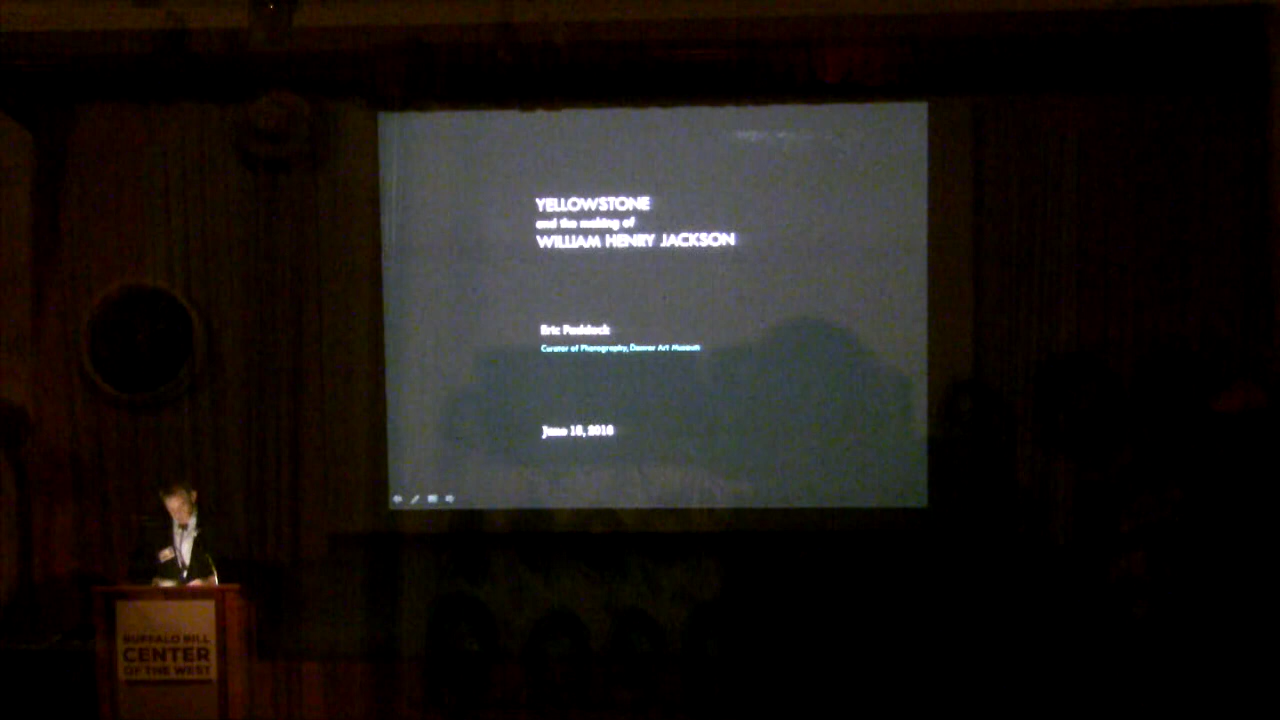 YELLOWSTONE
and the making of
WILLIAM HENRY JACKSON
Eric Paddock
Curator of Photography, Denver Art Museum
June 18, 2016
BUFFALO BILL
CENTER
OF THE WEST